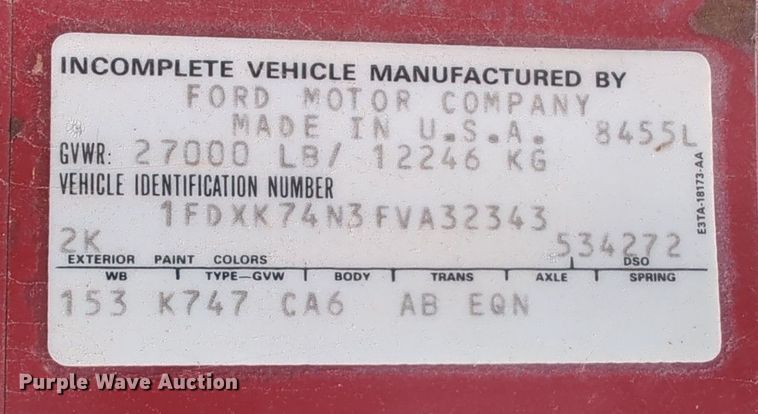 INCOMPLETE VEHICLE MANUFACTURED BY
FORD MOTOR COMPANY
MADE IN U.S.A. 8455L
GVWR: 27000 LB/ 12246 KG
VEHICLE IDENTIFICATION NUMBER
1FDXK74N3FVA32343
2K 534272
EXTERIOR PAINT COLORS DSO
WB TYPE-GVW BODY TRANS AXLE SPRING
153 K747 CA6 AB EQN
E3TA-18173-AA
Purple Wave Auction